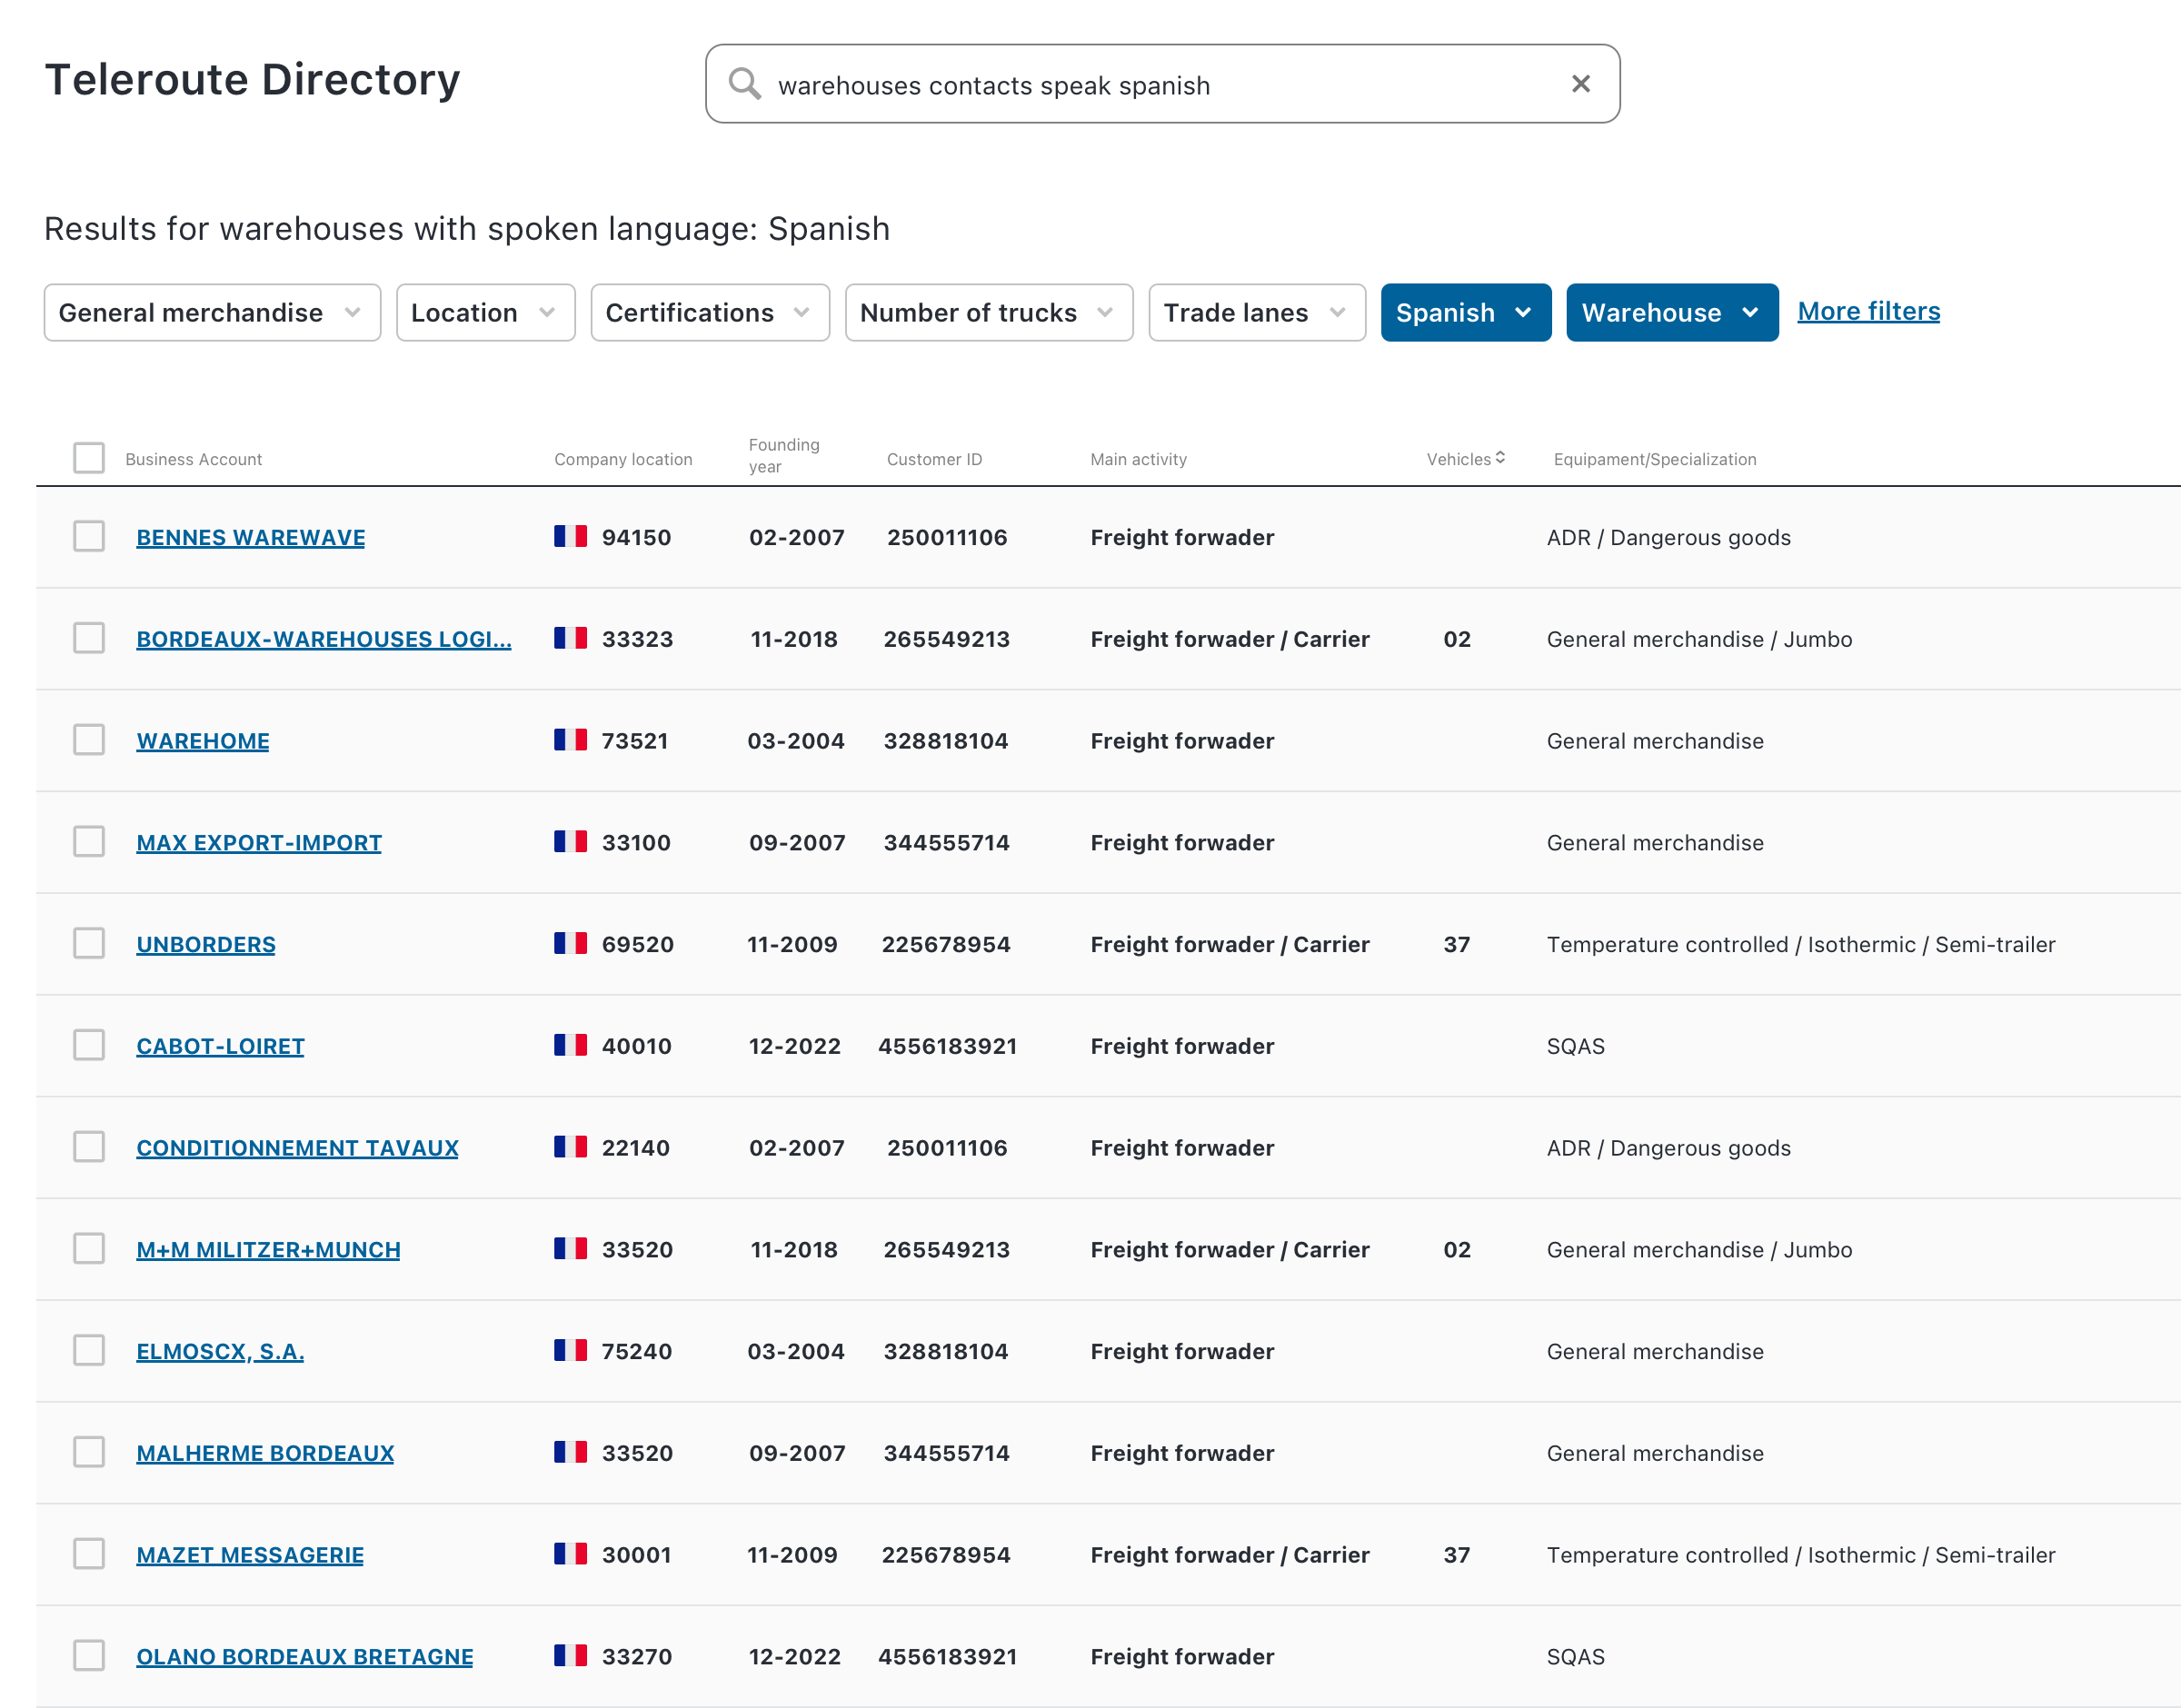 Teleroute Directory
warehouses contacts speak spanish
Results for warehouses with spoken language: Spanish
General merchandise Location Certifications Number of trucks Trade lanes Spanish Warehouse More filters
Business Account Company location Founding year Customer ID Main activity Vehicles Equipament/Specialization
BENNES WAREWAVE 94150 02-2007 250011106 Freight forwader ADR / Dangerous goods
BORDEAUX-WAREHOUSES LOGI... 33323 11-2018 265549213 Freight forwader / Carrier 02 General merchandise / Jumbo
WAREHOME 73521 03-2004 328818104 Freight forwader General merchandise
MAX EXPORT-IMPORT 33100 09-2007 344555714 Freight forwader General merchandise
UNBORDERS 69520 11-2009 225678954 Freight forwader / Carrier 37 Temperature controlled / Isothermic / Semi-trailer
CABOT-LOIRET 40010 12-2022 4556183921 Freight forwader SQAS
CONDITIONNEMENT TAVAUX 22140 02-2007 250011106 Freight forwader ADR / Dangerous goods
M+M MILITZER+MUNCH 33520 11-2018 265549213 Freight forwader / Carrier 02 General merchandise / Jumbo
ELMOSCX, S.A. 75240 03-2004 328818104 Freight forwader General merchandise
MALHERME BORDEAUX 33520 09-2007 344555714 Freight forwader General merchandise
MAZET MESSAGERIE 30001 11-2009 225678954 Freight forwader / Carrier 37 Temperature controlled / Isothermic / Semi-trailer
OLANO BORDEAUX BRETAGNE 33270 12-2022 4556183921 Freight forwader SQAS